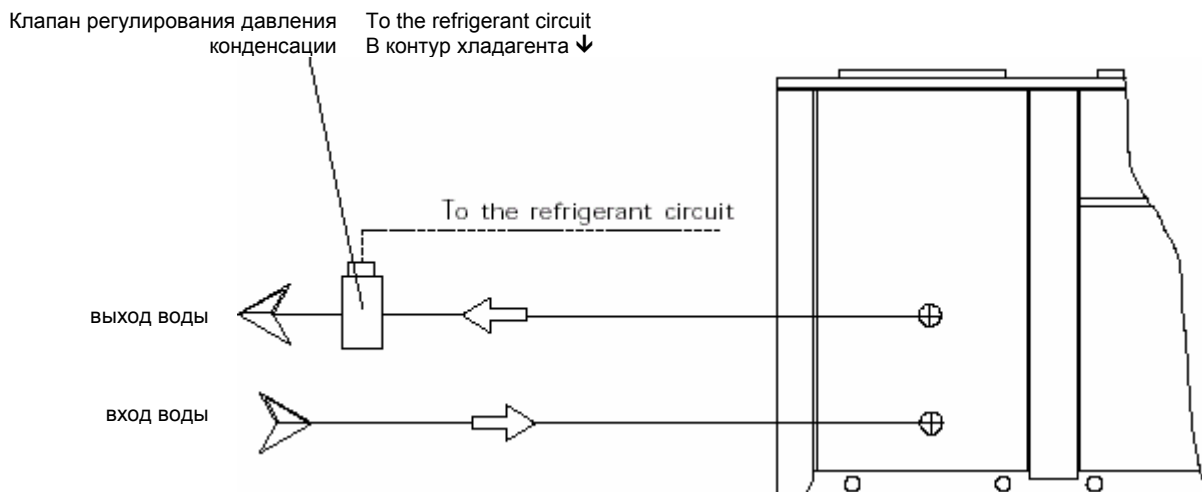 Клапан регулирования давления
конденсации
To the refrigerant circuit
В контур хладагента ↓
To the refrigerant circuit
выход воды
вход воды